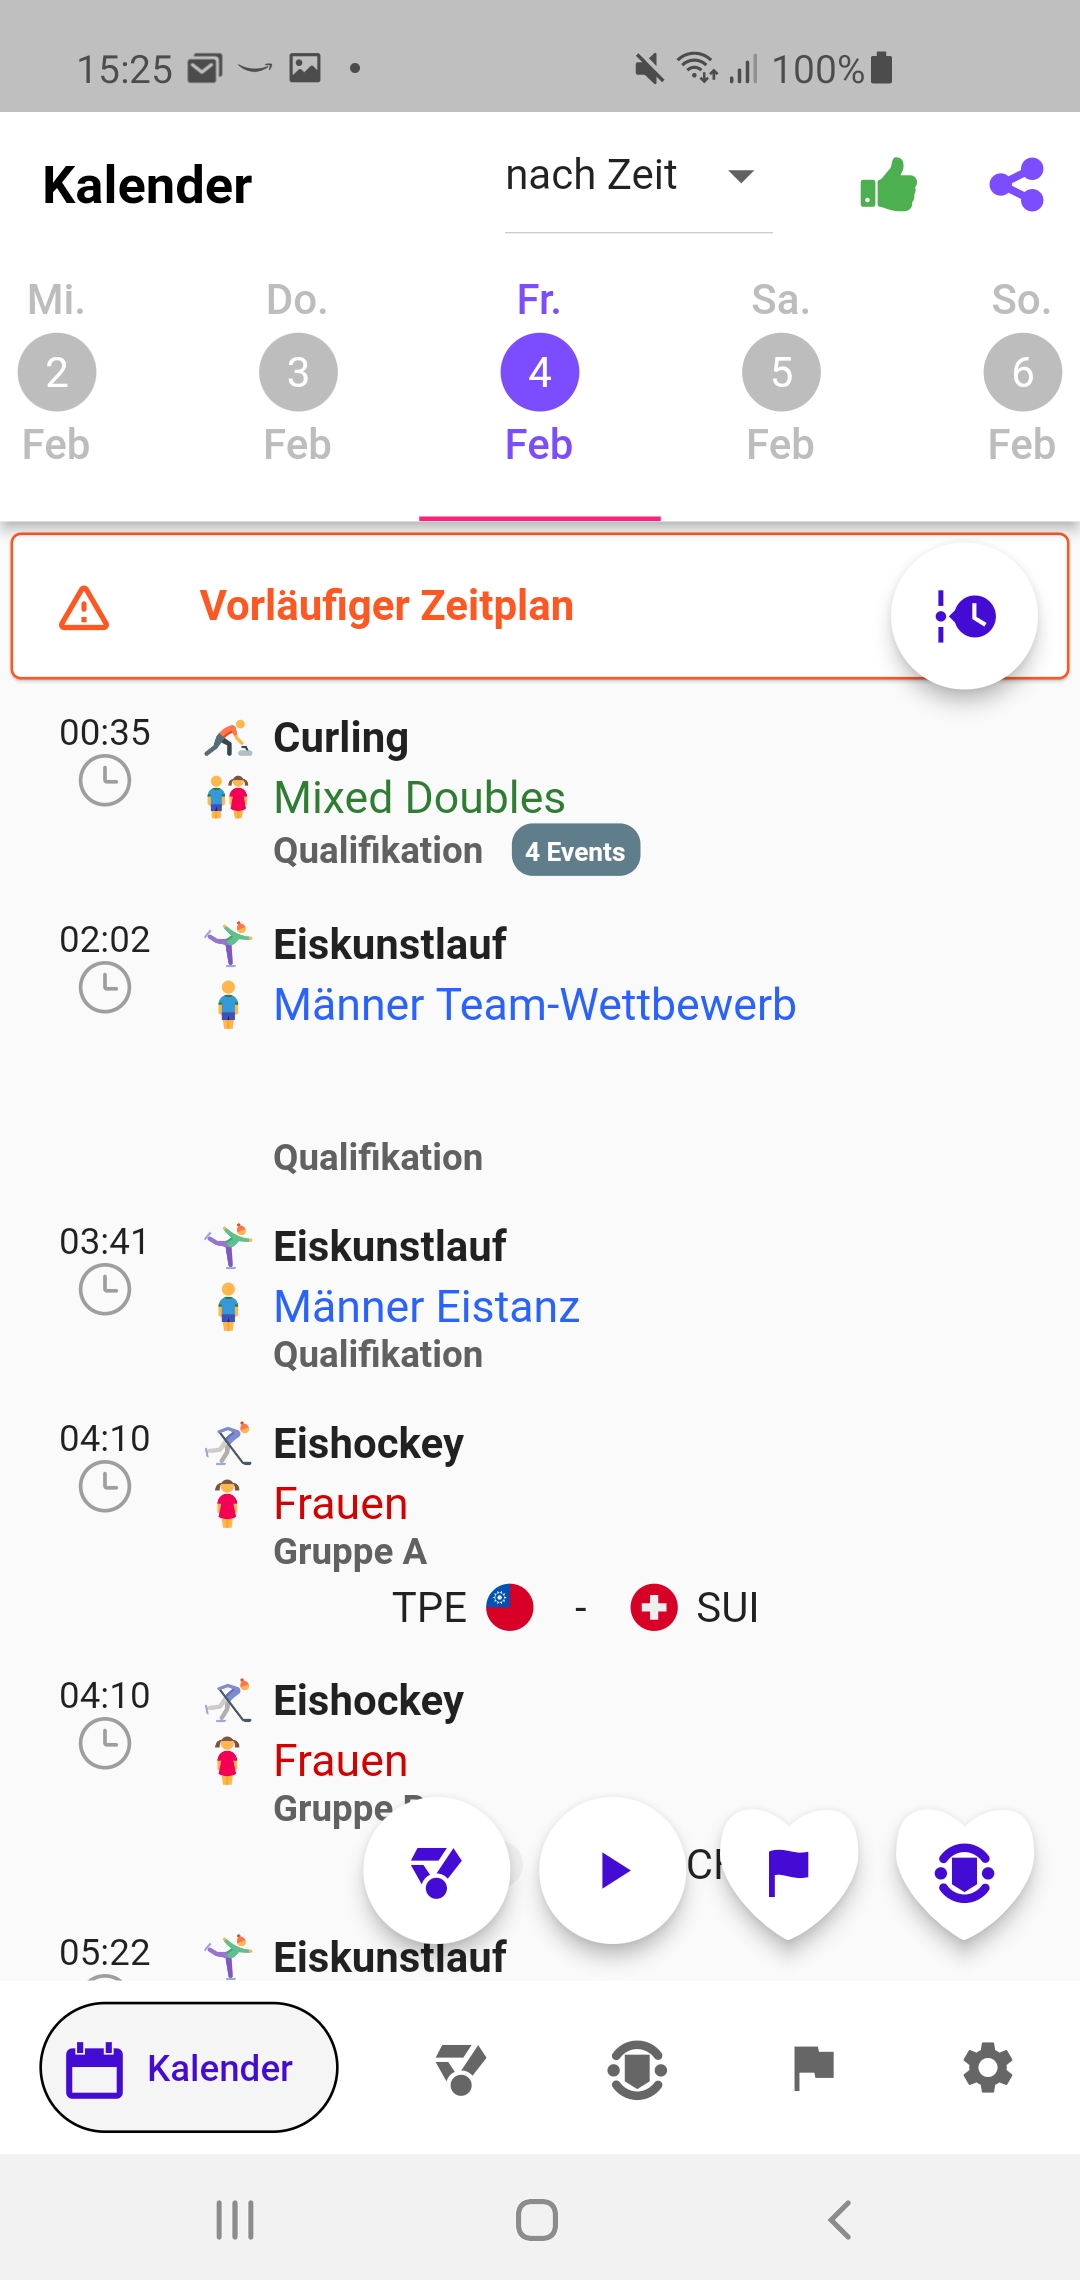 15:25 100%
Kalender nach Zeit
Mi. Do. Fr. Sa. So.
2 3 4 5 6
Feb Feb Feb Feb Feb
Vorläufiger Zeitplan
00:35 Curling
Mixed Doubles
Qualifikation 4 Events
02:02 Eiskunstlauf
Männer Team-Wettbewerb
Qualifikation
03:41 Eiskunstlauf
Männer Eistanz
Qualifikation
04:10 Eishockey
Frauen
Gruppe A
TPE - SUI
04:10 Eishockey
Frauen
Gruppe
05:22 Eiskunstlauf
Kalender